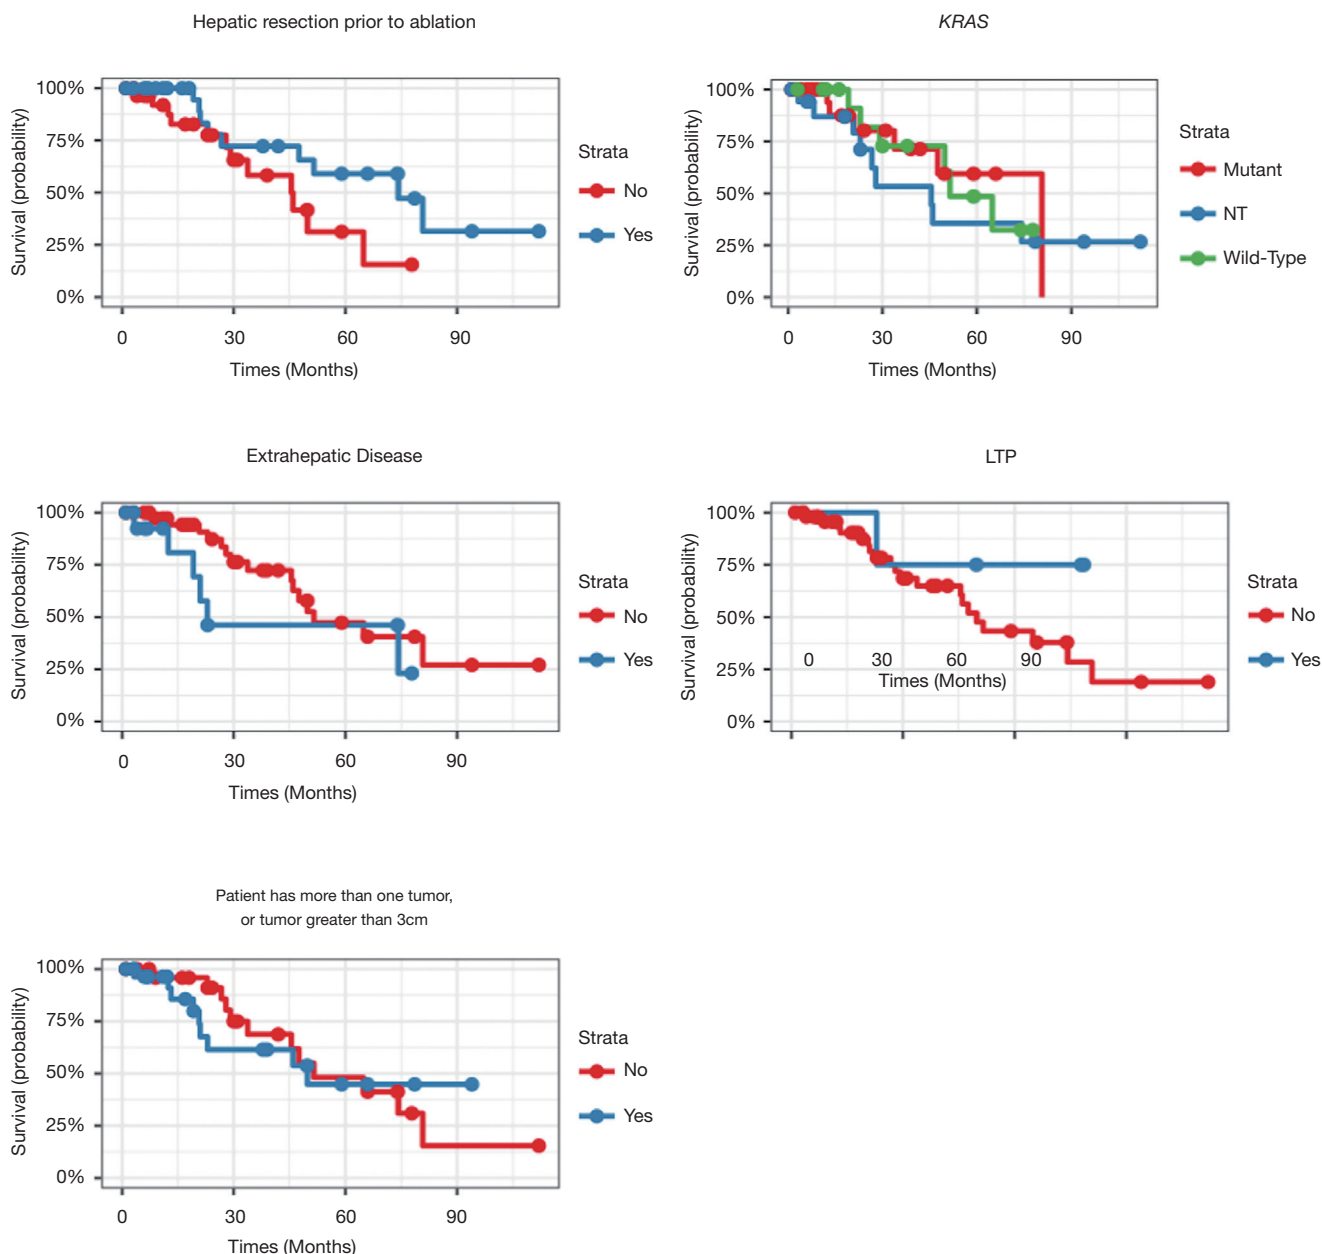 Hepatic resection prior to ablation
Survival (probability)
100%
75%
50%
25%
0%
0 30 60 90
Times (Months)
Strata
No
Yes
KRAS
Survival (probability)
100%
75%
50%
25%
0%
0 30 60 90
Times (Months)
Strata
Mutant
NT
Wild-Type
Extrahepatic Disease
Survival (probability)
100%
75%
50%
25%
0%
0 30 60 90
Times (Months)
Strata
No
Yes
LTP
Survival (probability)
100%
75%
50%
25%
0%
0 30 60 90
Times (Months)
Strata
No
Yes
Patient has more than one tumor,
or tumor greater than 3cm
Survival (probability)
100%
75%
50%
25%
0%
0 30 60 90
Times (Months)
Strata
No
Yes